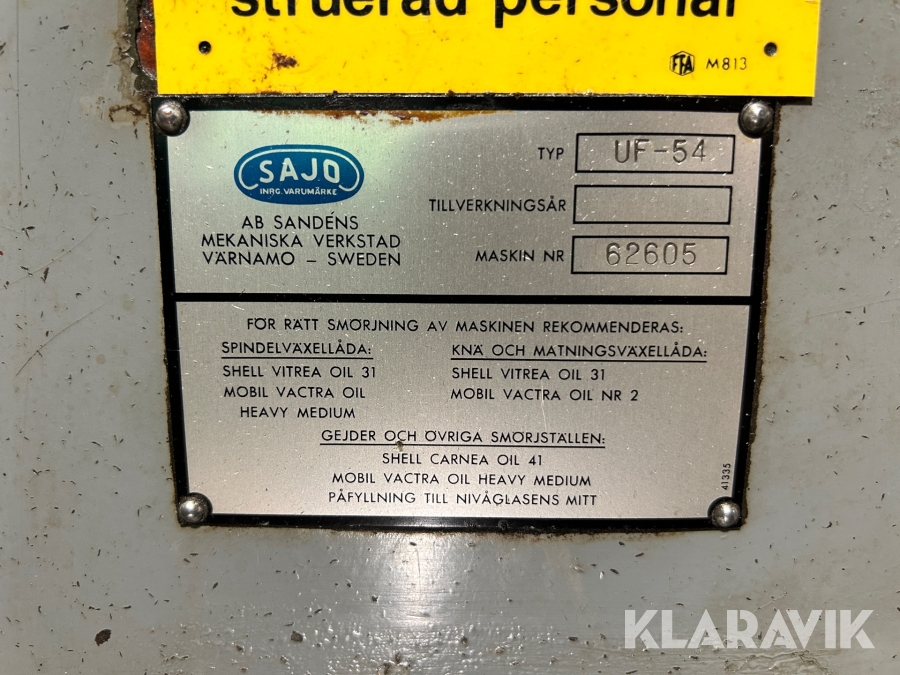 struerad personal
FFA M813
SAJO
INRG. VARUMÄRKE
AB SANDÉNS
MEKANISKA VERKSTAD
VÄRNAMO – SWEDEN
TYP UF-54
TILLVERKNINGSÅR
MASKIN NR 62605
FÖR RÄTT SMÖRJNING AV MASKINEN REKOMMENDERAS:
SPINDELVÄXELLÅDA:
SHELL VITREA OIL 31
MOBIL VACTRA OIL
HEAVY MEDIUM
KNÄ OCH MATNINGSVÄXELLÅDA:
SHELL VITREA OIL 31
MOBIL VACTRA OIL NR 2
GEJDER OCH ÖVRIGA SMÖRJSTÄLLEN:
SHELL CARNEA OIL 41
MOBIL VACTRA OIL HEAVY MEDIUM
PÅFYLLNING TILL NIVÅGLASENS MITT
41335
KLARAVIK